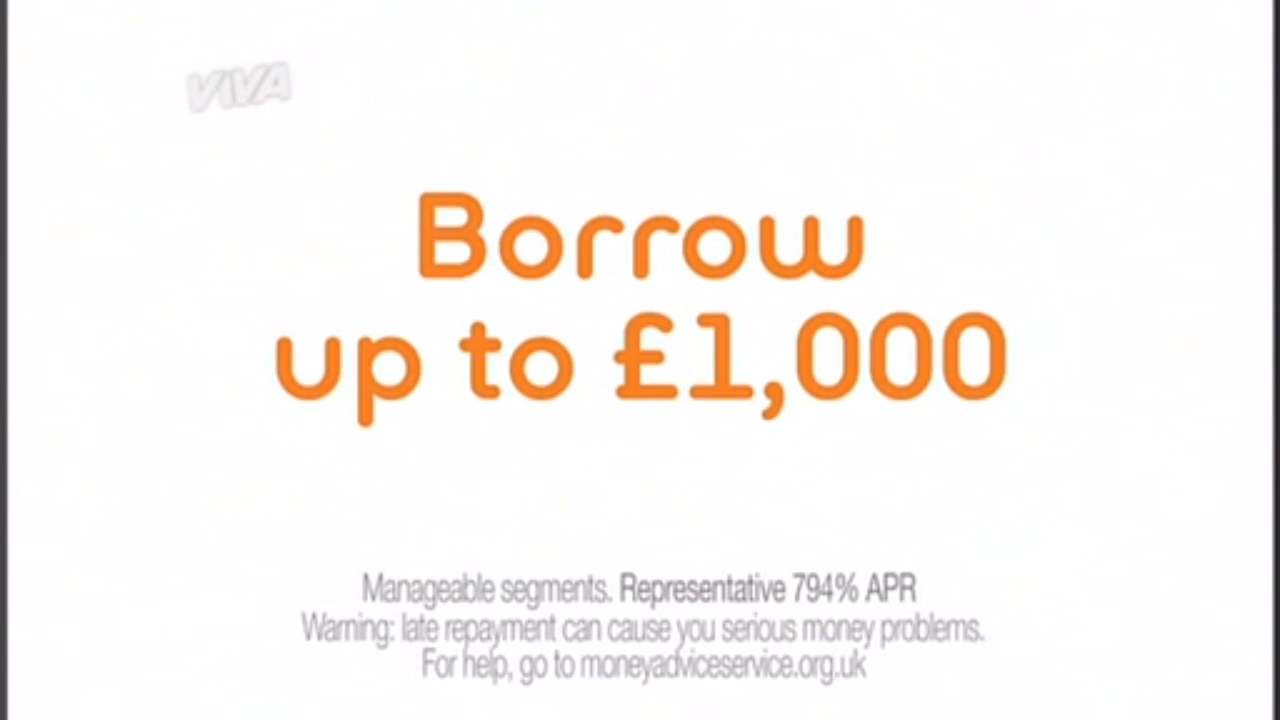 VIVA
Borrow
up to £1,000
Manageable segments. Representative 794% APR
Warning: late repayment can cause you serious money problems.
For help, go to moneyadviceservice.org.uk